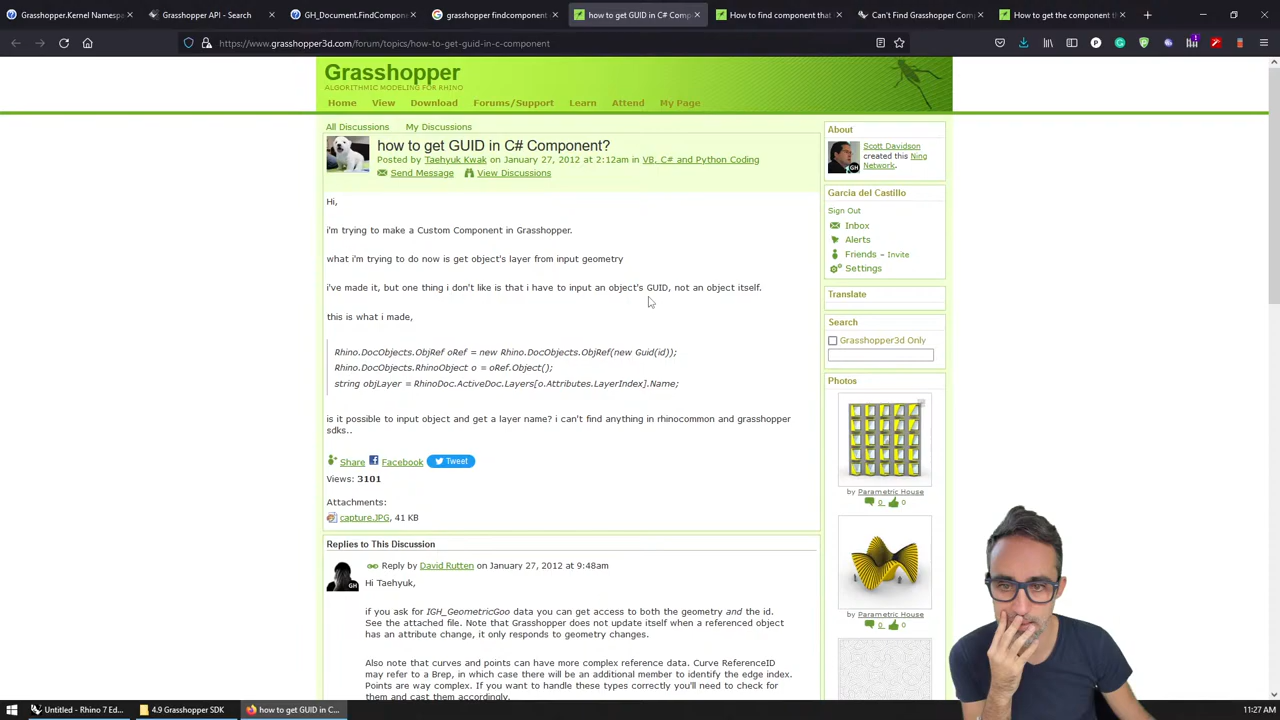 GH.Kernel Namespa
Grasshopper API - Search
GH_Document.FindCompone
grasshopper findcomponent
how to get GUID in C# Comp
How to find component insta
Can't find Grasshopper Comp
How to get the component th
https://www.grasshopper3d.com/forum/topics/how-to-get-guid-in-c-component
Grasshopper
ALGORITHMIC MODELING FOR RHINO
Home View Download Forums/Support Learn Attend My Page
All Discussions My Discussions
how to get GUID in C# Component?
Posted by Taehyuk Kwak on January 27, 2012 at 2:12am in VB, C# and Python Coding
Send Message View Discussions
Hi,
i'm trying to make a Custom Component in Grasshopper.
what i'm trying to do now is get object's layer from input geometry
i've made it, but one thing i don't like is that i have to input an object's GUID, not an object itself.
this is what i made,
Rhino.DocObjects.ObjRef oRef = new Rhino.DocObjects.ObjRef(new Guid(id));
Rhino.DocObjects.RhinoObject o = oRef.Object();
string objLayer = RhinoDoc.ActiveDoc.Layers[o.Attributes.LayerIndex].Name;
is it possible to input object and get a layer name? i can't find anything in rhinocommon and grasshopper
sdks..
Share Facebook Tweet
Views: 3101
Attachments:
capture.JPG, 41 KB
Replies to This Discussion
Reply by David Rutten on January 27, 2012 at 9:48am
Hi Taehyuk,
if you ask for IGH_GeometricGoo data you can get access to both the geometry and the id.
See the attached file. Note that Grasshopper does not update itself when a referenced object
has an attribute change, it only responds to geometry changes.
Also note that curves and points can have more complex reference data. Curve ReferenceID
may refer to a Brep, in which case there will be an additional member to identify the edge index.
Points are way complex. If you want to handle these types correctly you'll need to check for
them and cast them accordingly.
About
Scott Davidson
created this Ning
Network.
Garcia del Castillo
Sign Out
Inbox
Alerts
Friends – Invite
Settings
Translate
Search
Grasshopper3d Only
Photos
by Parametric House
0 0
by Parametric House
0 0
Untitled - Rhino 7 Ed...
4.9 Grasshopper SDK
how to get GUID in C...
11:27 AM